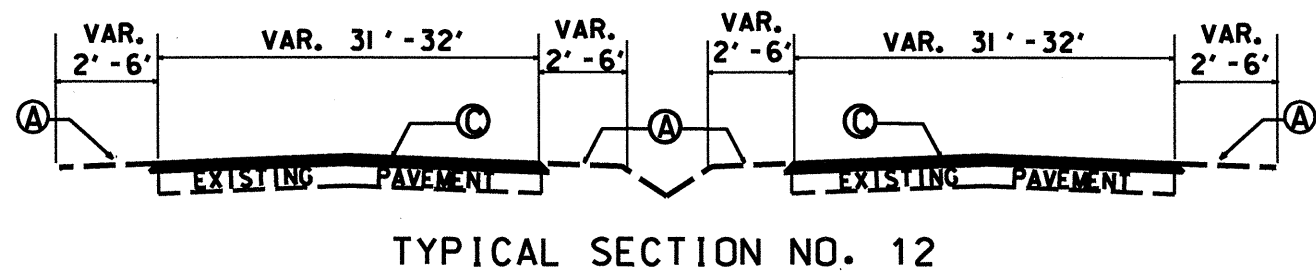 VAR. VAR. 31'-32' VAR. VAR. VAR. 31'-32' VAR.
2'-6' 2'-6' 2'-6' 2'-6'
A C A C A
EXISTING PAVEMENT EXISTING PAVEMENT
TYPICAL SECTION NO. 12